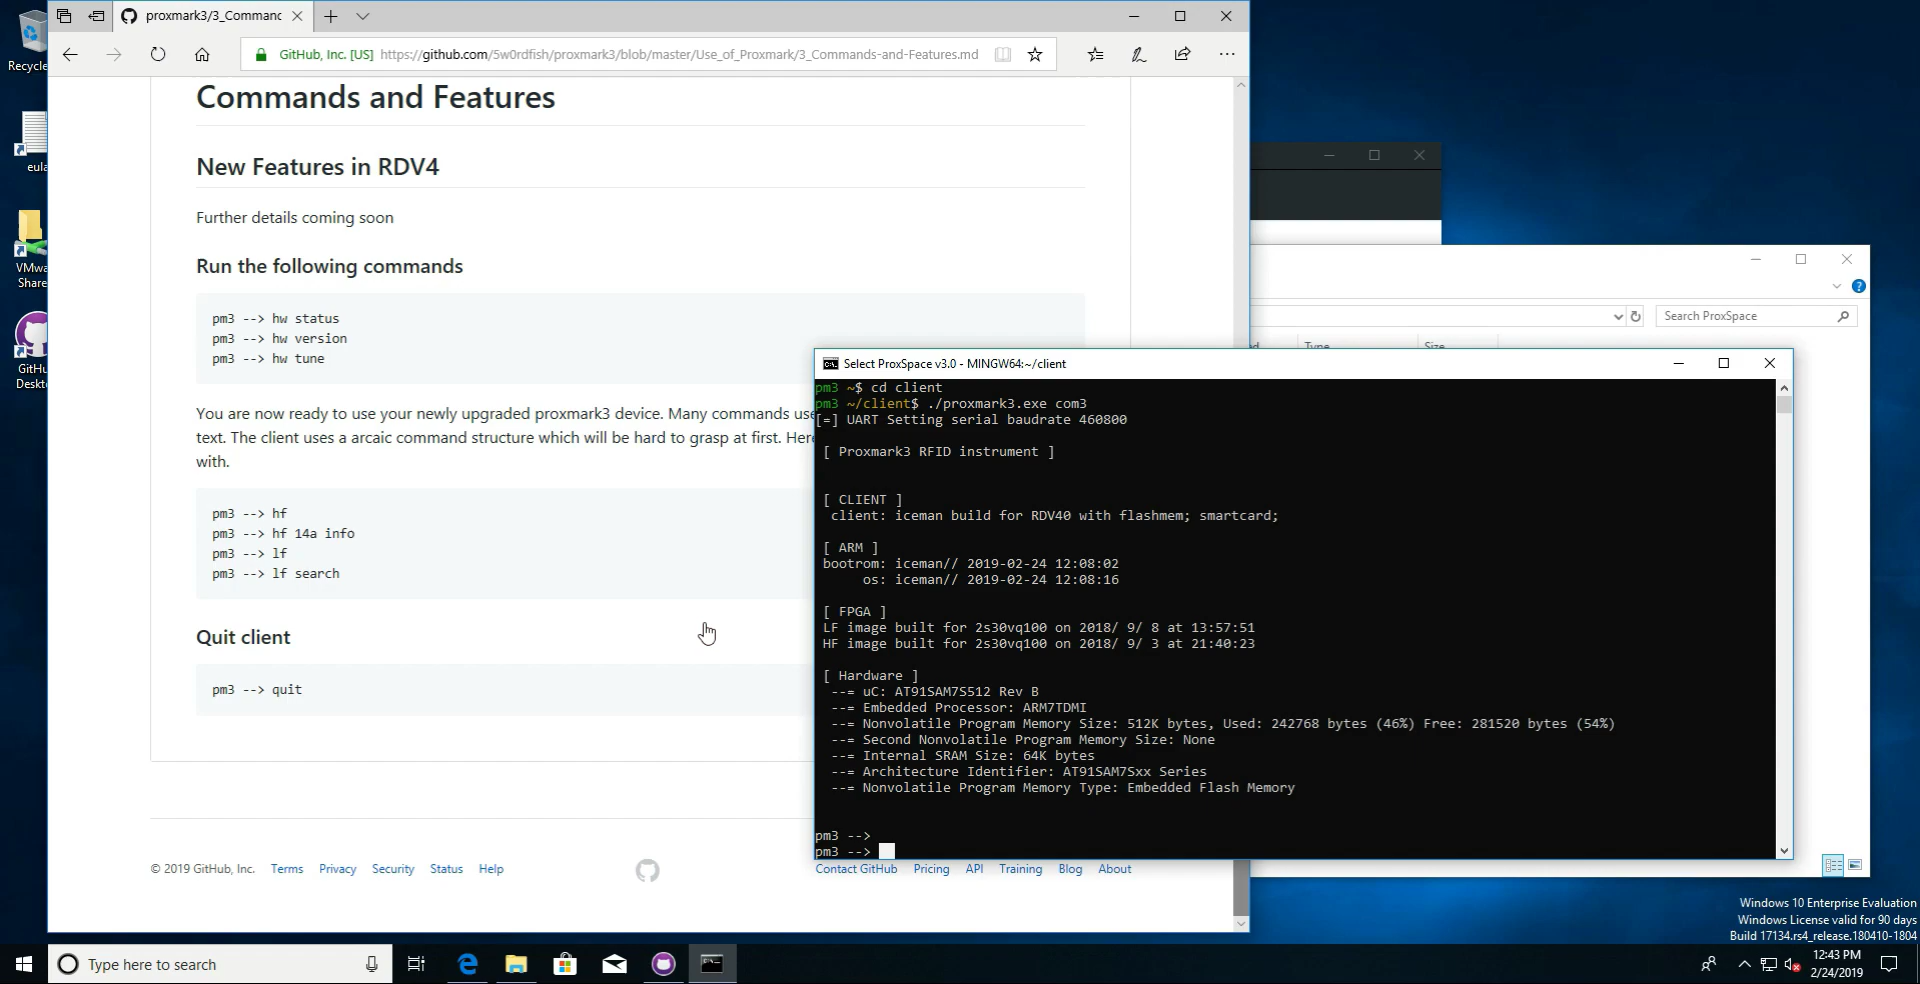 proxmark3/3_Commanc
GitHub, Inc. [US] https://github.com/5w0rdfish/proxmark3/blob/master/Use_of_Proxmark/3_Commands-and-Features.md
Recycle
eula
VMwa
Share
GitHu
Deskto
Commands and Features
New Features in RDV4
Further details coming soon
Run the following commands
pm3 --> hw status
pm3 --> hw version
pm3 --> hw tune
You are now ready to use your newly upgraded proxmark3 device. Many commands use
text. The client uses a arcaic command structure which will be hard to grasp at first. Here
with.
pm3 --> hf
pm3 --> hf 14a info
pm3 --> lf
pm3 --> lf search
Quit client
pm3 --> quit
© 2019 GitHub, Inc. Terms Privacy Security Status Help
Contact GitHub Pricing API Training Blog About
Search ProxSpace
Type Size
Select ProxSpace v3.0 - MINGW64:~/client
pm3 ~$ cd client
pm3 ~/client$ ./proxmark3.exe com3
[=] UART Setting serial baudrate 460800
[ Proxmark3 RFID instrument ]
[ CLIENT ]
client: iceman build for RDV40 with flashmem; smartcard;
[ ARM ]
bootrom: iceman// 2019-02-24 12:08:02
os: iceman// 2019-02-24 12:08:16
[ FPGA ]
LF image built for 2s30vq100 on 2018/ 9/ 8 at 13:57:51
HF image built for 2s30vq100 on 2018/ 9/ 3 at 21:40:23
[ Hardware ]
--= uC: AT91SAM7S512 Rev B
--= Embedded Processor: ARM7TDMI
--= Nonvolatile Program Memory Size: 512K bytes, Used: 242768 bytes (46%) Free: 281520 bytes (54%)
--= Second Nonvolatile Program Memory Size: None
--= Internal SRAM Size: 64K bytes
--= Architecture Identifier: AT91SAM7Sxx Series
--= Nonvolatile Program Memory Type: Embedded Flash Memory
pm3 -->
pm3 -->
Windows 10 Enterprise Evaluation
Windows License valid for 90 days
Build 17134.rs4_release.180410-1804
Type here to search
12:43 PM
2/24/2019